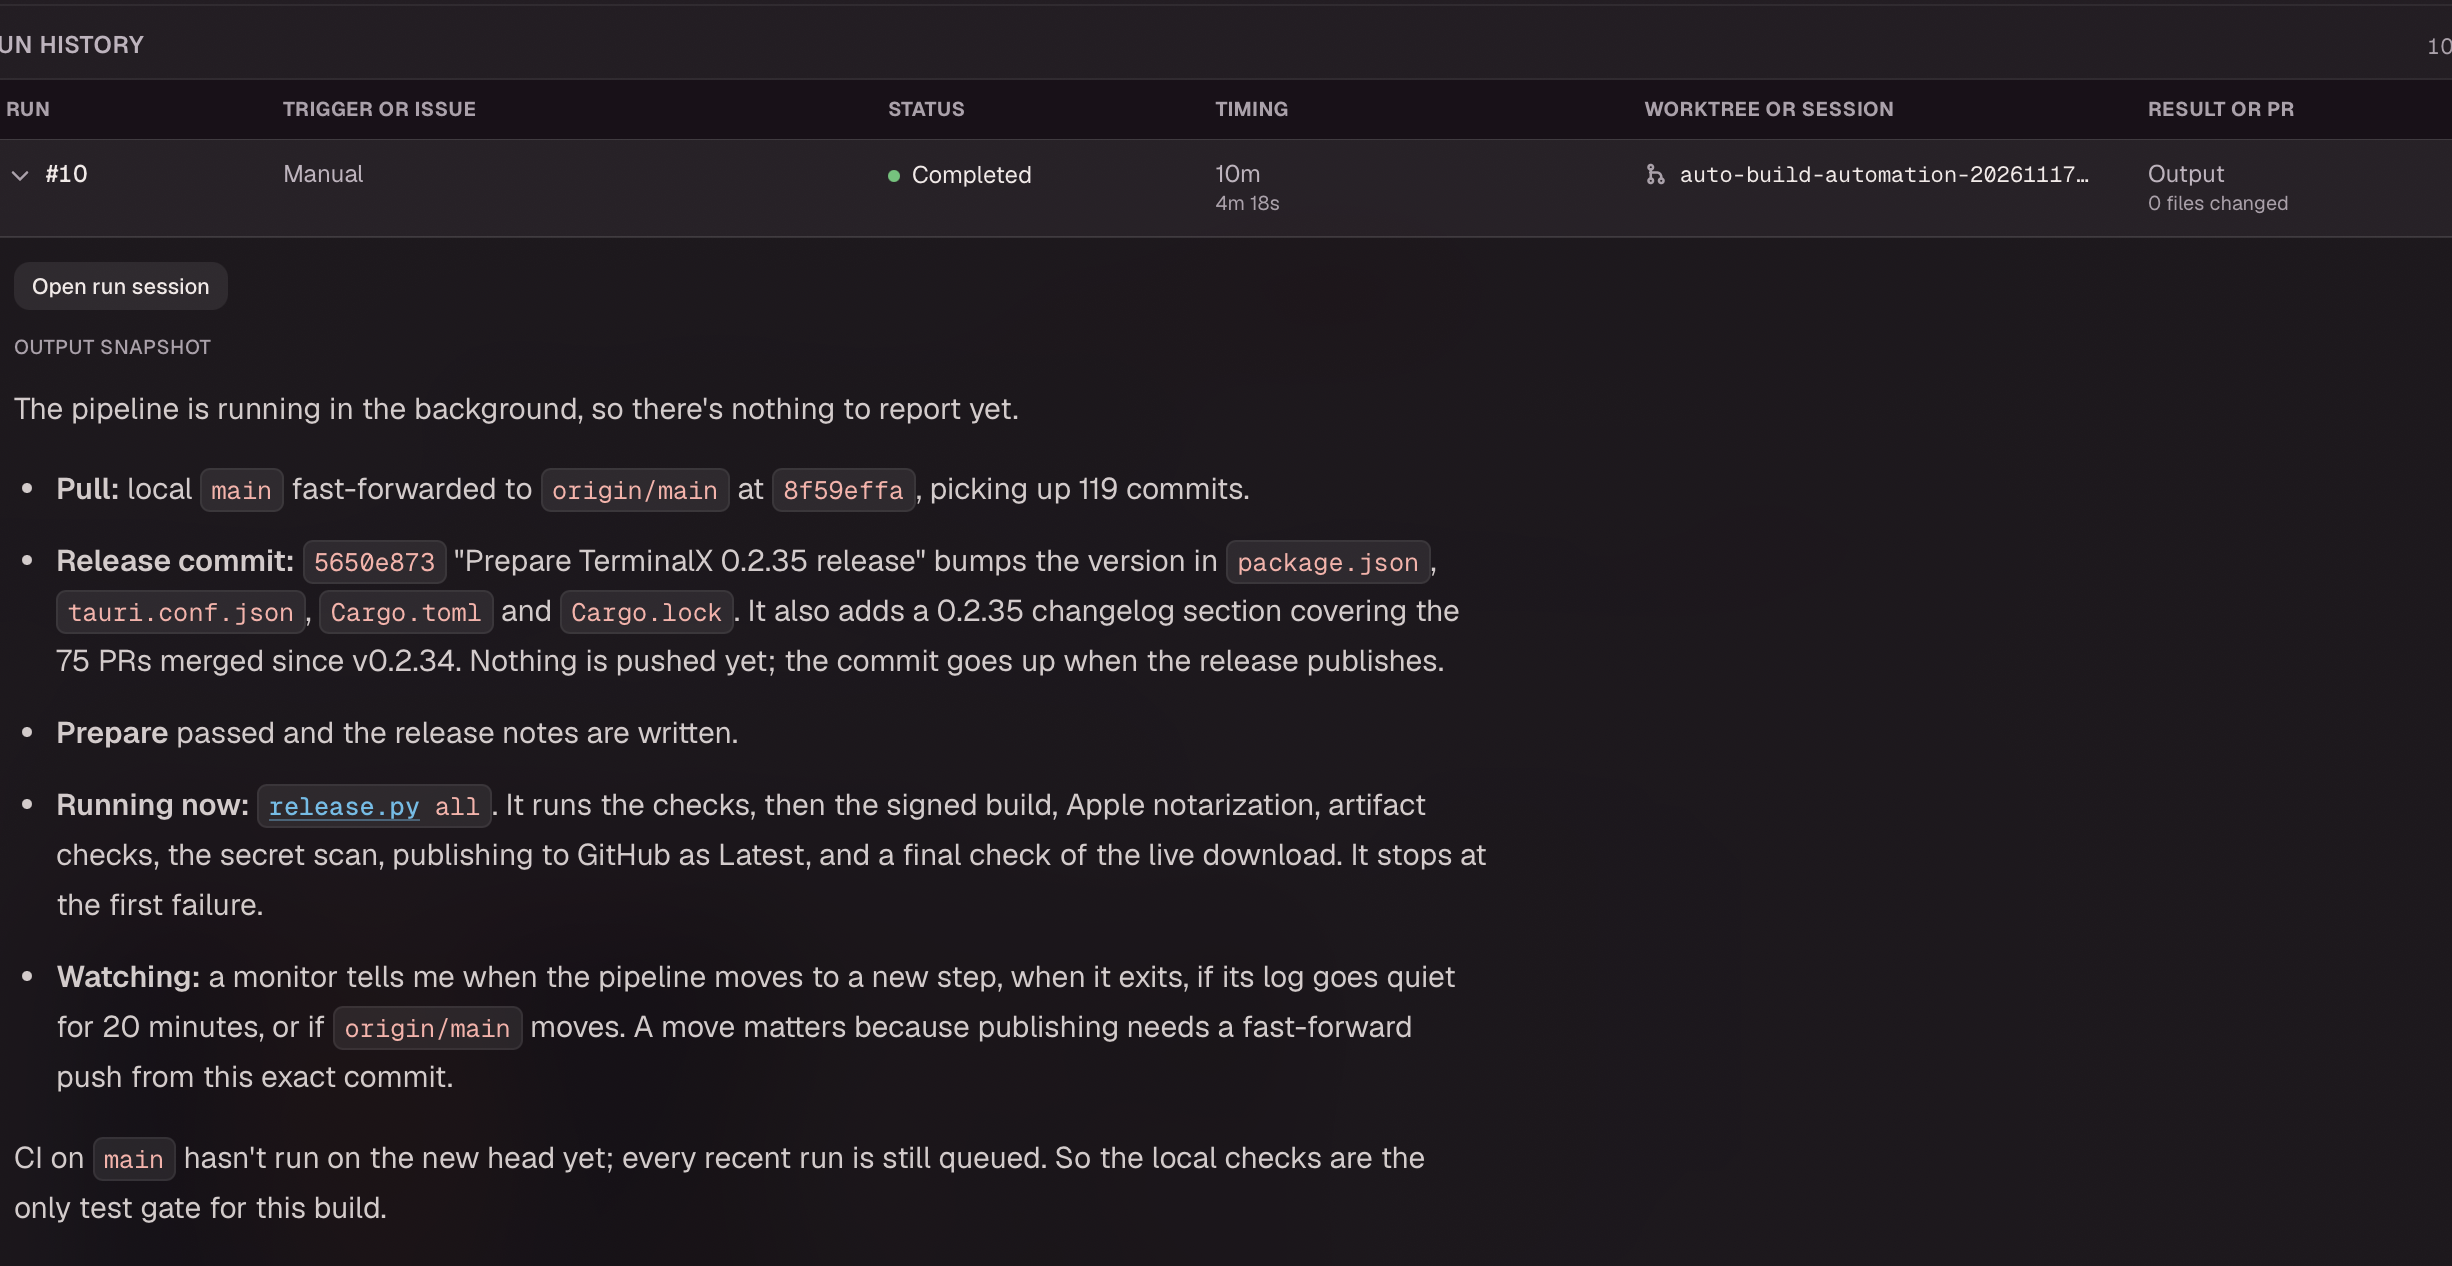 UN HISTORY
10
RUN
TRIGGER OR ISSUE
STATUS
TIMING
WORKTREE OR SESSION
RESULT OR PR
#10
Manual
Completed
10m
4m 18s
auto-build-automation-20261117…
Output
0 files changed
Open run session
OUTPUT SNAPSHOT
The pipeline is running in the background, so there's nothing to report yet.
• Pull: local main fast-forwarded to origin/main at 8f59effa, picking up 119 commits.
• Release commit: 5650e873 "Prepare TerminalX 0.2.35 release" bumps the version in package.json,
tauri.conf.json, Cargo.toml and Cargo.lock. It also adds a 0.2.35 changelog section covering the
75 PRs merged since v0.2.34. Nothing is pushed yet; the commit goes up when the release publishes.
• Prepare passed and the release notes are written.
• Running now: release.py all. It runs the checks, then the signed build, Apple notarization, artifact
checks, the secret scan, publishing to GitHub as Latest, and a final check of the live download. It stops at
the first failure.
• Watching: a monitor tells me when the pipeline moves to a new step, when it exits, if its log goes quiet
for 20 minutes, or if origin/main moves. A move matters because publishing needs a fast-forward
push from this exact commit.
CI on main hasn't run on the new head yet; every recent run is still queued. So the local checks are the
only test gate for this build.